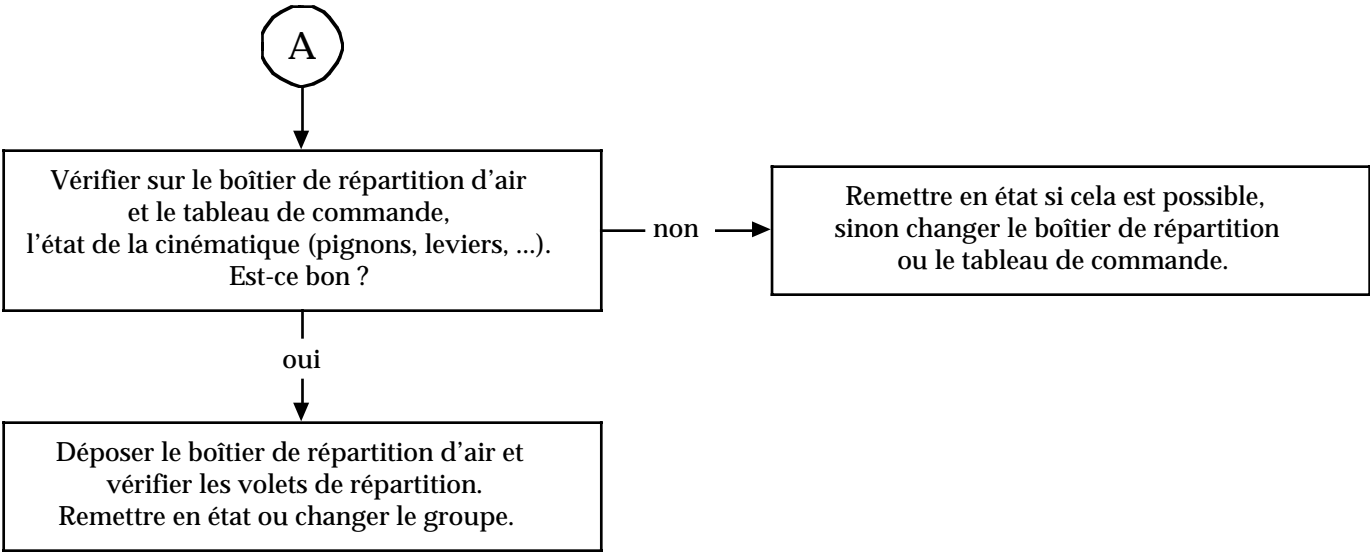 A
Vérifier sur le boîtier de répartition d'air
et le tableau de commande,
l'état de la cinématique (pignons, leviers, ...).
Est-ce bon ?
non
Remettre en état si cela est possible,
sinon changer le boîtier de répartition
ou le tableau de commande.
oui
Déposer le boîtier de répartition d'air et
vérifier les volets de répartition.
Remettre en état ou changer le groupe.